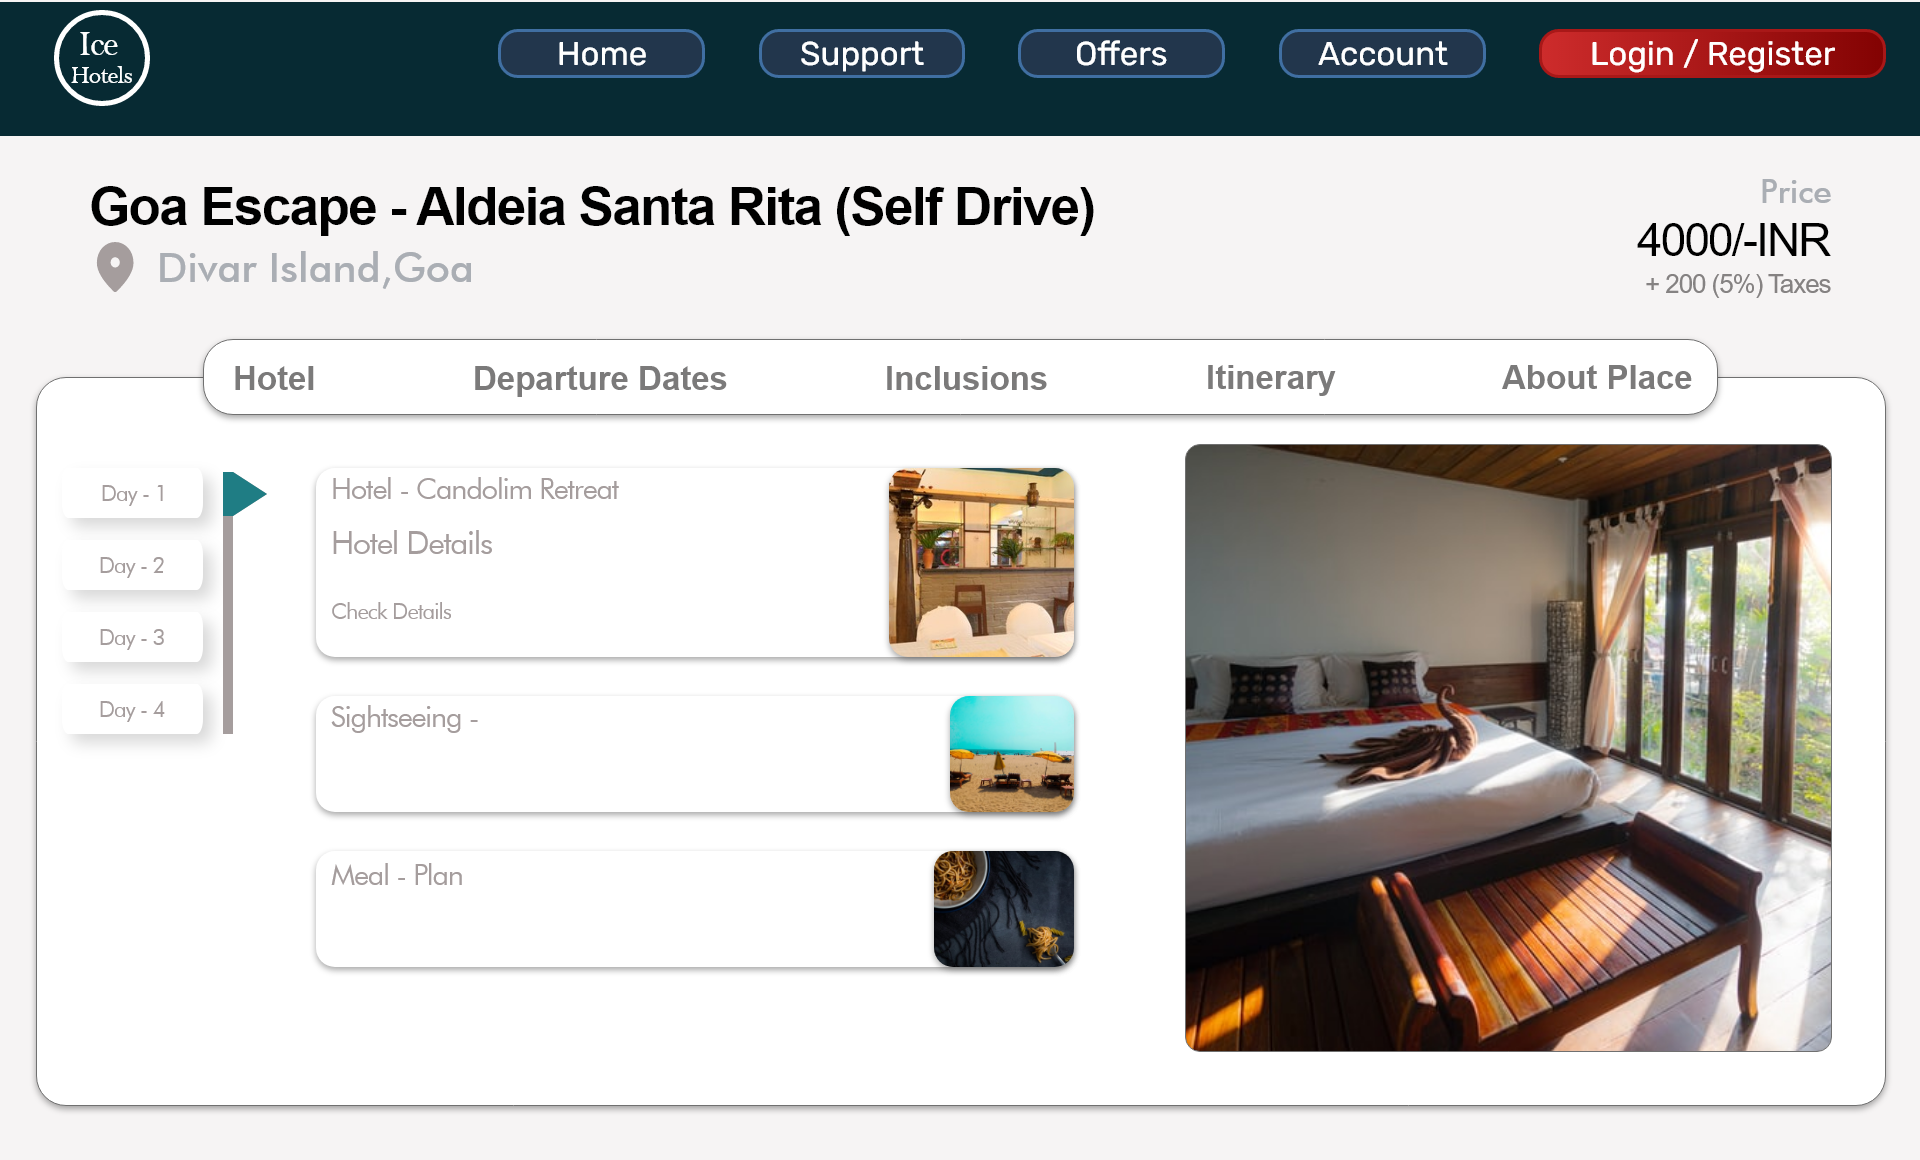 Ice
Hotels
Home
Support
Offers
Account
Login / Register
Goa Escape - Aldeia Santa Rita (Self Drive)
Divar Island,Goa
Price
4000/-INR
+ 200 (5%) Taxes
Hotel
Departure Dates
Inclusions
Itinerary
About Place
Day - 1
Day - 2
Day - 3
Day - 4
Hotel - Candolim Retreat
Hotel Details
Check Details
Sightseeing -
Meal - Plan